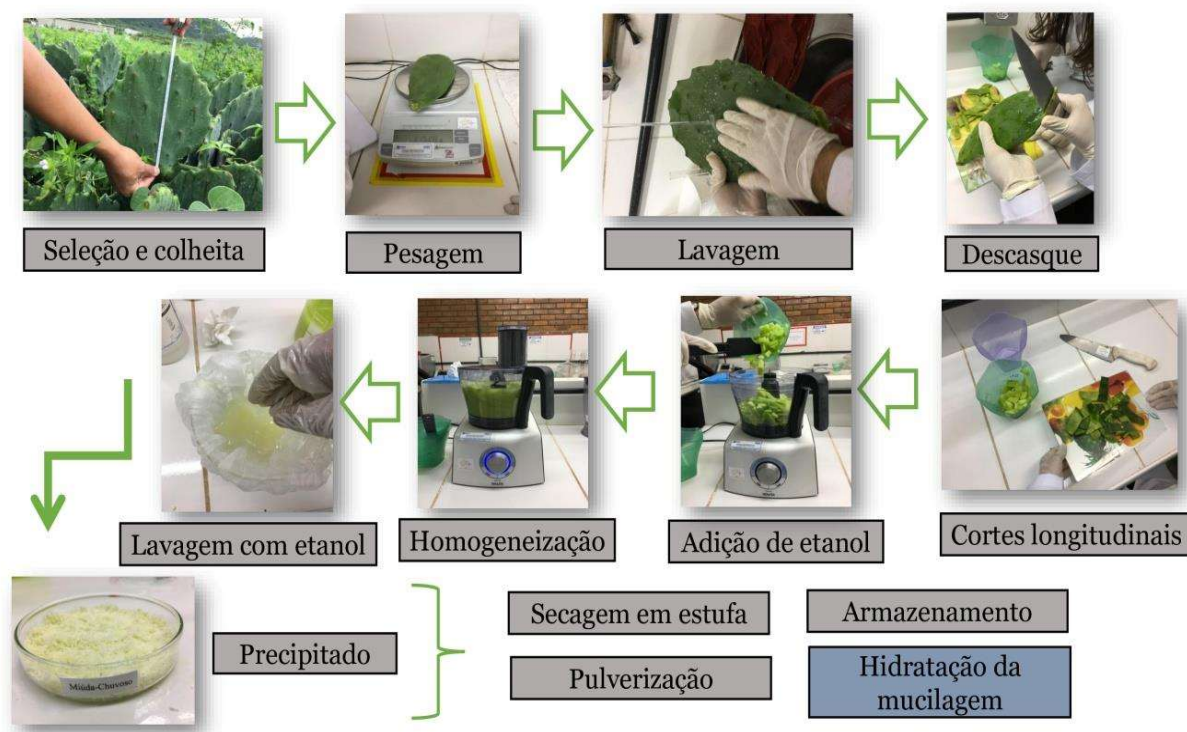 Seleção e colheita
Pesagem
Lavagem
Descasque
Lavagem com etanol
Homogeneização
Adição de etanol
Cortes longitudinais
Miúda-Chuvoso
Precipitado
Secagem em estufa
Armazenamento
Pulverização
Hidratação da
mucilagem